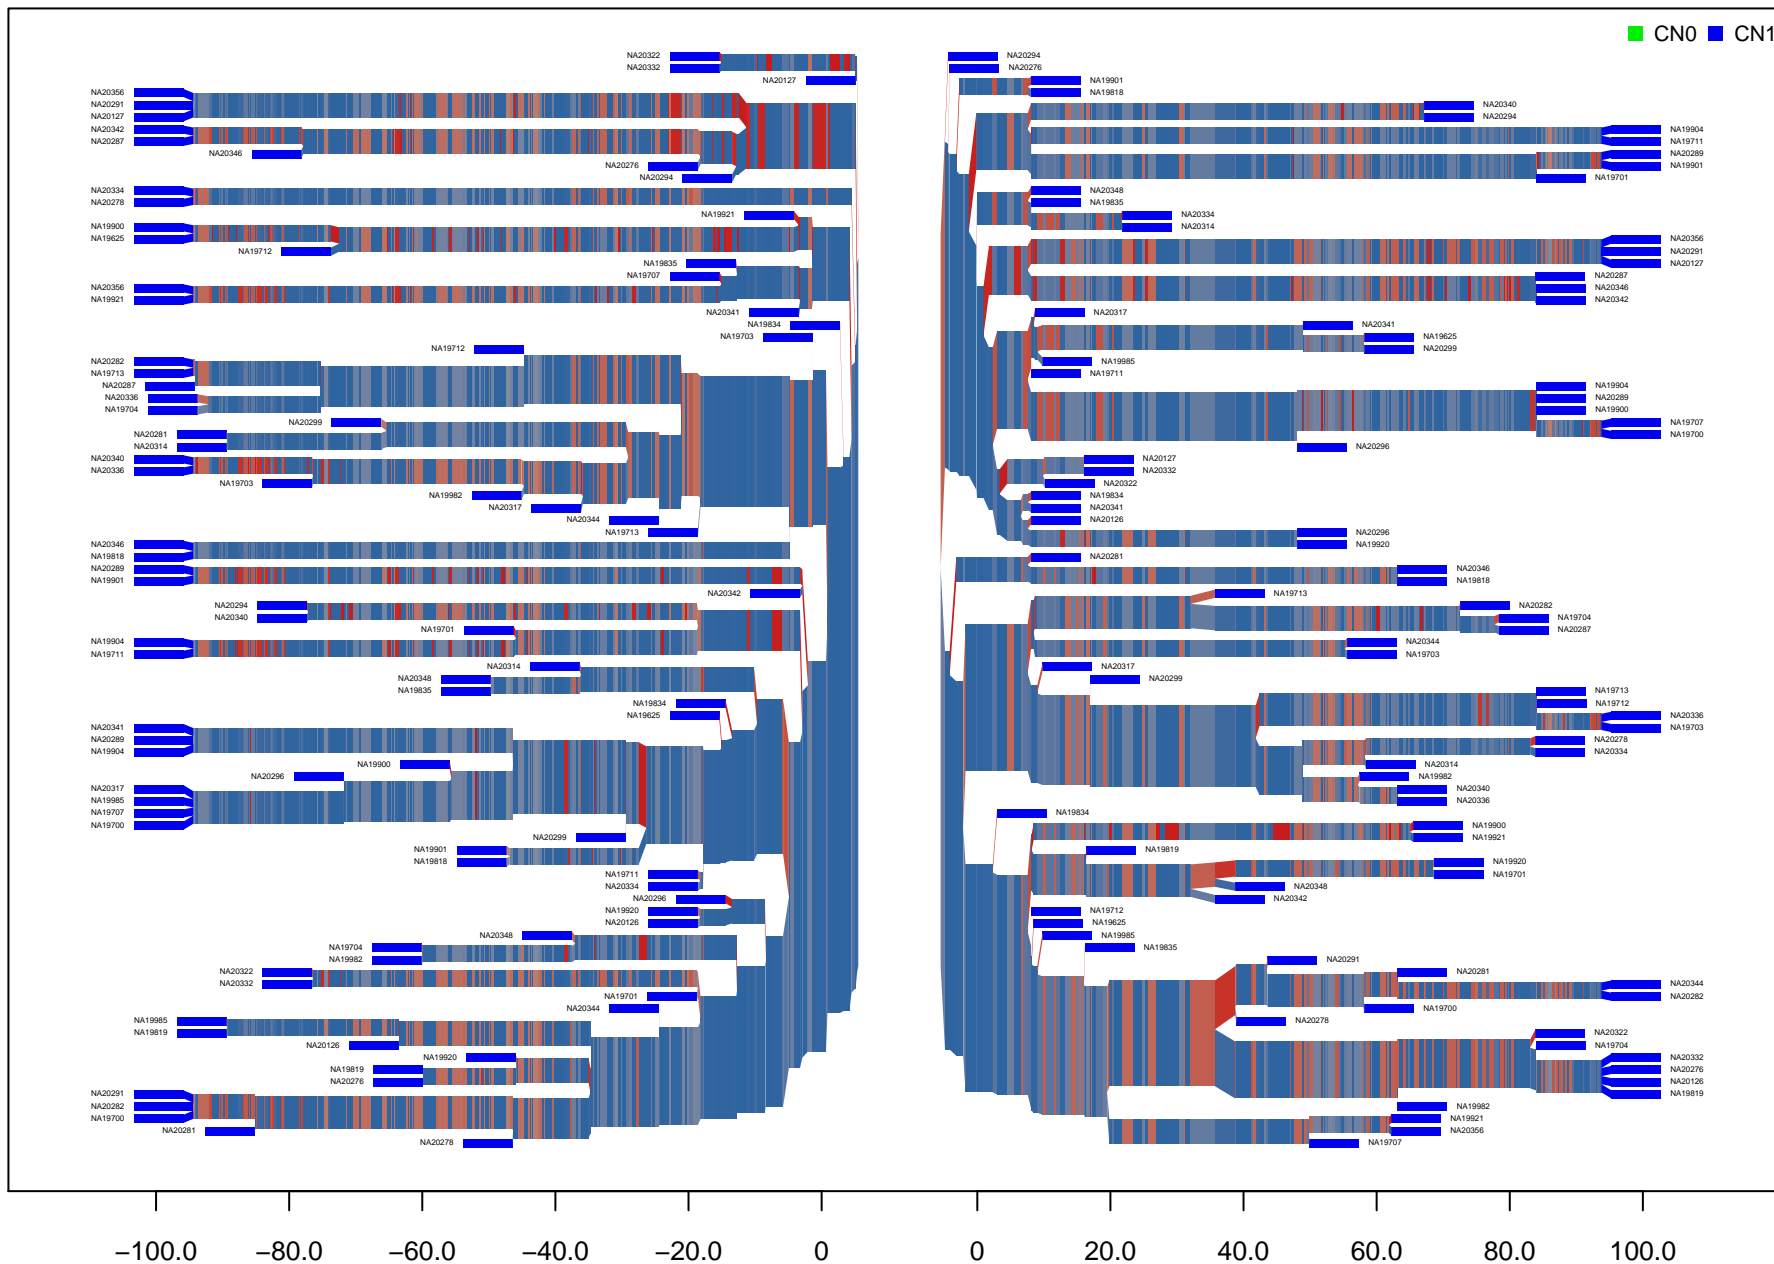 CN0 CN1
NA20322
NA20332
NA20127
NA20356
NA20291
NA20127
NA20342
NA20287
NA20346
NA20276
NA20294
NA20334
NA20278
NA19921
NA19900
NA19625
NA19712
NA19835
NA19707
NA20356
NA19921
NA20341
NA19834
NA19703
NA19712
NA20282
NA19713
NA20287
NA20336
NA19704
NA20299
NA20281
NA20314
NA20340
NA20336
NA19703
NA19982
NA20317
NA20344
NA19713
NA20346
NA19818
NA20289
NA19901
NA20342
NA20294
NA20340
NA19701
NA19904
NA19711
NA20314
NA20348
NA19835
NA19834
NA19625
NA20341
NA20289
NA19904
NA19900
NA20296
NA20317
NA19985
NA19707
NA19700
NA20299
NA19901
NA19818
NA19711
NA20334
NA20296
NA19920
NA20126
NA20348
NA19704
NA19982
NA20322
NA20332
NA19701
NA20344
NA19985
NA19819
NA20126
NA19920
NA19819
NA20276
NA20291
NA20282
NA19700
NA20281
NA20278
NA20294
NA20276
NA19901
NA19818
NA20340
NA20294
NA19904
NA19711
NA20289
NA19901
NA19701
NA20348
NA19835
NA20334
NA20314
NA20356
NA20291
NA20127
NA20287
NA20346
NA20342
NA20317
NA20341
NA19625
NA20299
NA19985
NA19711
NA19904
NA20289
NA19900
NA19707
NA19700
NA20296
NA20127
NA20332
NA20322
NA19834
NA20341
NA20126
NA20296
NA19920
NA20281
NA20346
NA19818
NA19713
NA20282
NA19704
NA20287
NA20344
NA19703
NA20317
NA20299
NA19713
NA19712
NA20336
NA19703
NA20278
NA20334
NA20314
NA19982
NA20340
NA20336
NA19834
NA19900
NA19921
NA19819
NA19920
NA19701
NA20348
NA20342
NA19712
NA19625
NA19985
NA19835
NA20291
NA20281
NA20344
NA20282
NA19700
NA20278
NA20322
NA19704
NA20332
NA20276
NA20126
NA19819
NA19982
NA19921
NA20356
NA19707
−100.0 −80.0 −60.0 −40.0 −20.0 0 0 20.0 40.0 60.0 80.0 100.0